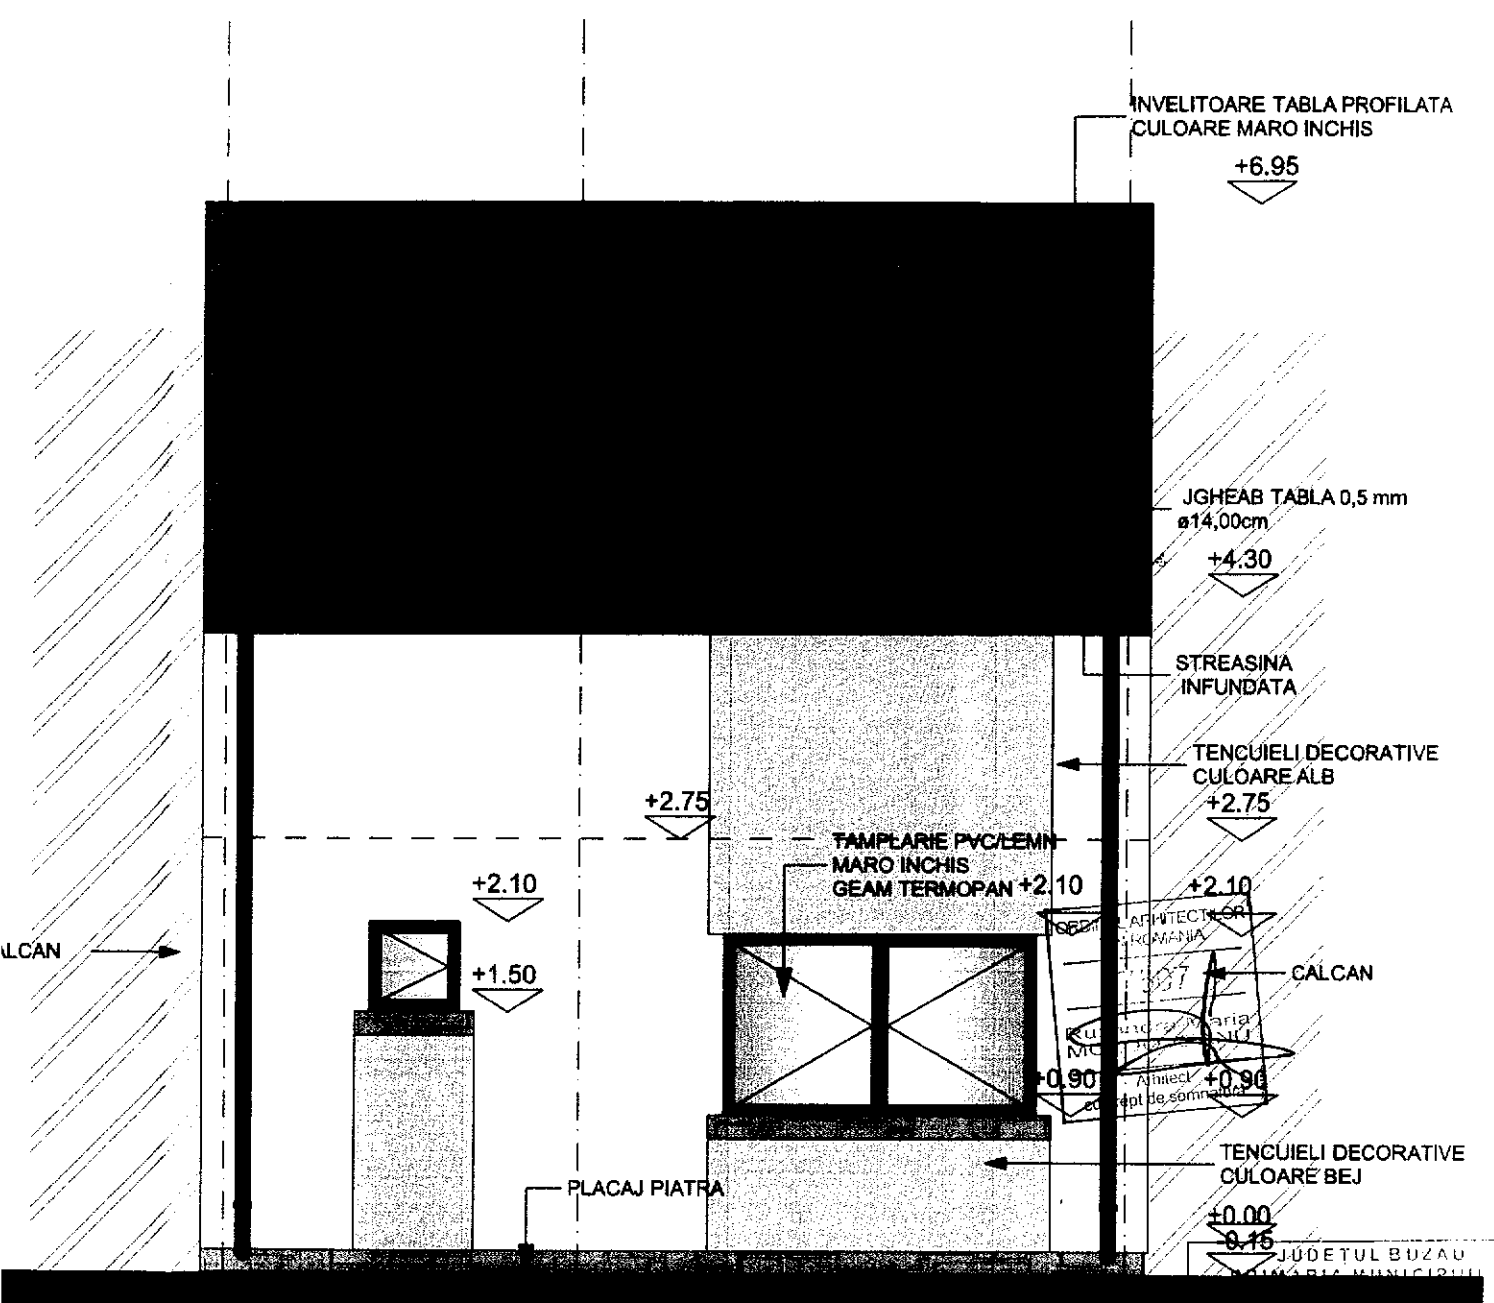 INVELITOARE TABLA PROFILATA
CULOARE MARO INCHIS
+6.95
JGHEAB TABLA 0,5 mm
ø14,00cm
+4.30
STREASINA
INFUNDATA
TENCUIELI DECORATIVE
CULOARE ALB
+2.75
+2.75
TAMPLARIE PVC/LEMN
MARO INCHIS
GEAM TERMOPAN
+2.10
+2.10
+2.10
ARHITECTILOR
ROMANIA
LCAN
+1.50
CALCAN
Maria
+0.90
+0.90
Arhitect
de
TENCUIELI DECORATIVE
CULOARE BEJ
PLACAJ PIATRA
+0.00
-0.15
JUDETUL BUZAU